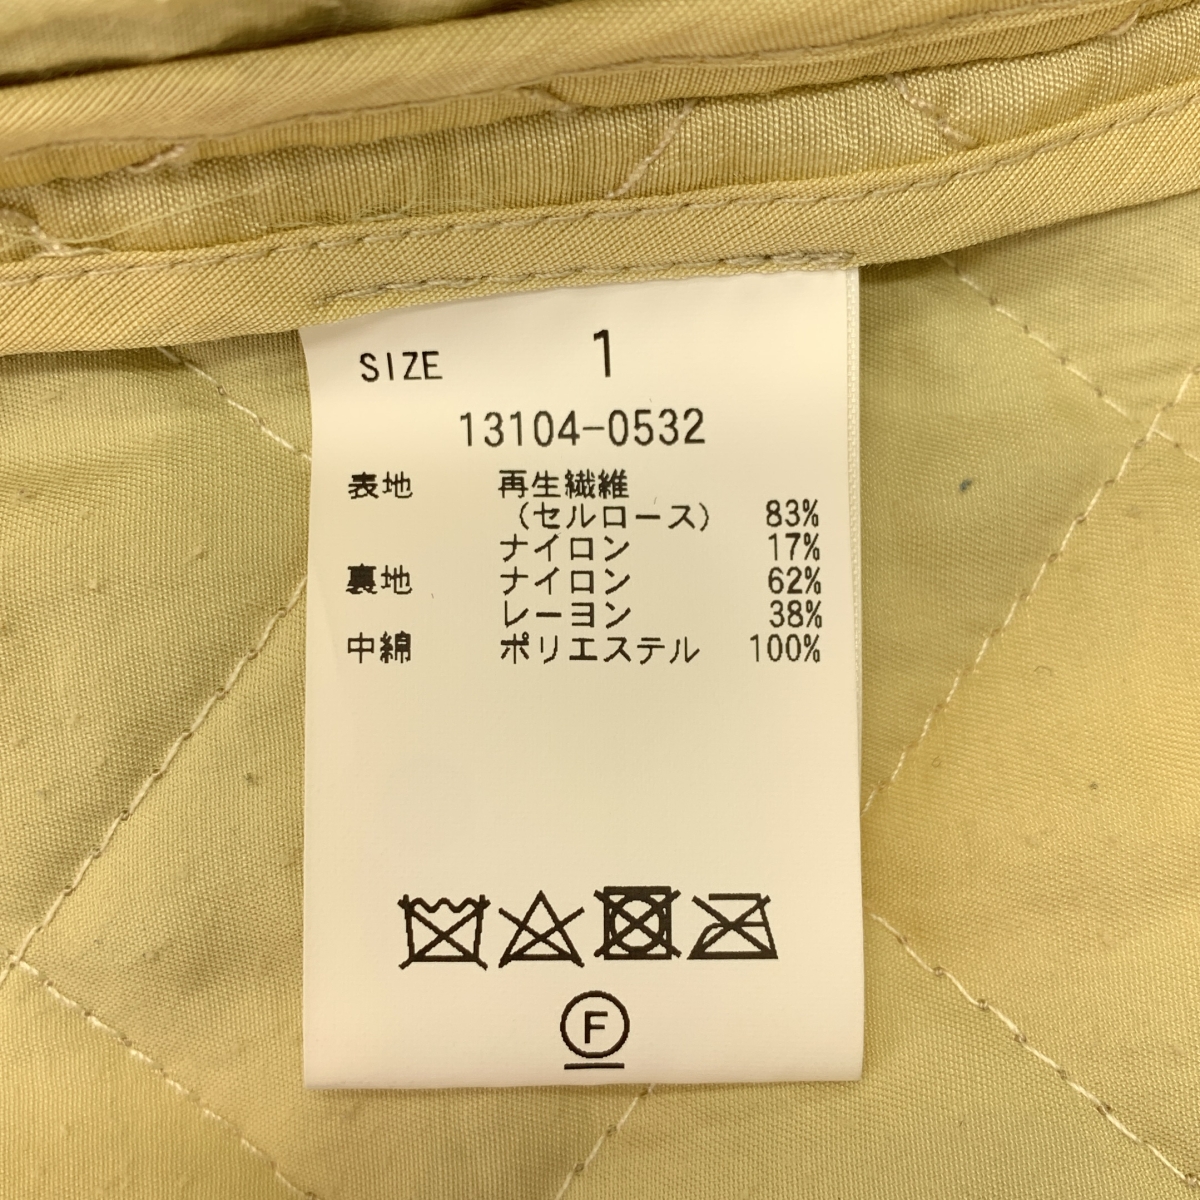 SIZE 1
13104-0532
表地 再生繊維
(セルロース) 83%
ナイロン 17%
裏地 ナイロン 62%
レーヨン 38%
中綿 ポリエステル 100%
F